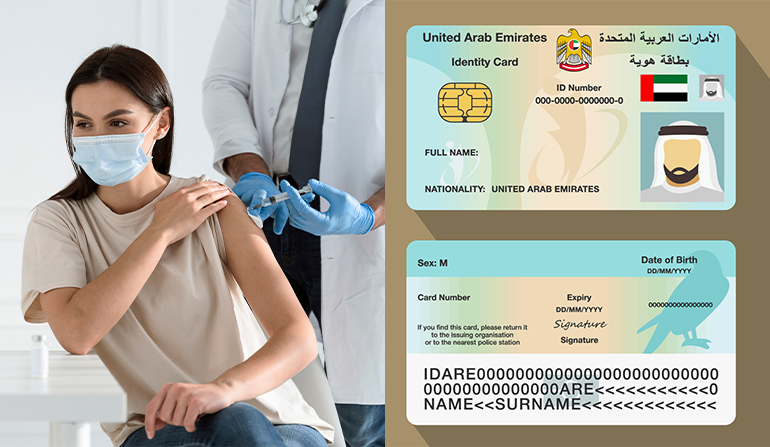 United Arab Emirates
الأمارات العربية المتحدة
Identity Card
بطاقة هوية
ID Number
000-0000-0000000-0
FULL NAME:
NATIONALITY: UNITED ARAB EMIRATES
Sex: M
Date of Birth
DD/MM/YYYY
Card Number
Expiry
DD/MM/YYYY
00000000000000
Signature
Signature
If you find this card, please return it
to the issuing organisation
or to the nearest police station
IDARE00000000000000000000000000
00000000000000ARE<<<<<<<<<<<0
NAME<<SURNAME<<<<<<<<<<<<<